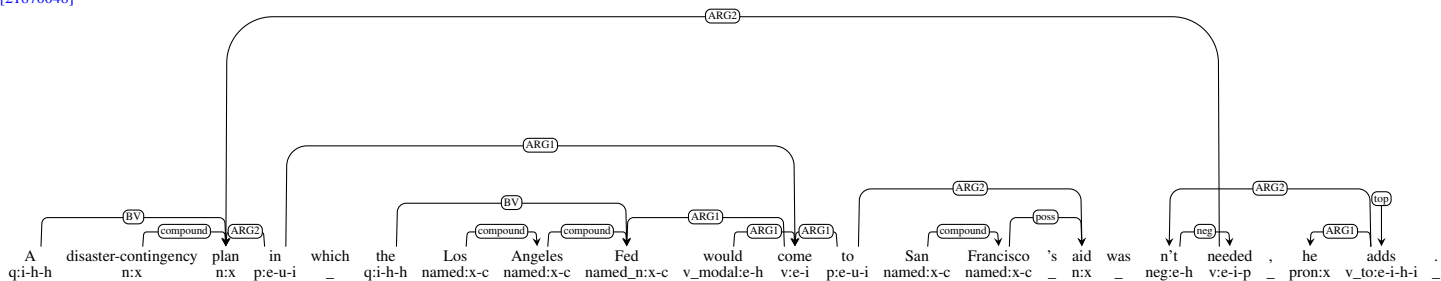 [21676046]
ARG2
ARG1
ARG2 ARG2 top
BV BV ARG1 poss
compound ARG2 compound compound ARG1 ARG1 compound neg ARG1
A disaster-contingency plan in which the Los Angeles Fed would come to San Francisco 's aid was n't needed , he adds .
q:i-h-h n:x n:x p:e-u-i _ q:i-h-h named:x-c named:x-c named_n:x-c v_modal:e-h v:e-i p:e-u-i named:x-c named:x-c _ n:x _ neg:e-h v:e-i-p _ pron:x v_to:e-i-h-i _